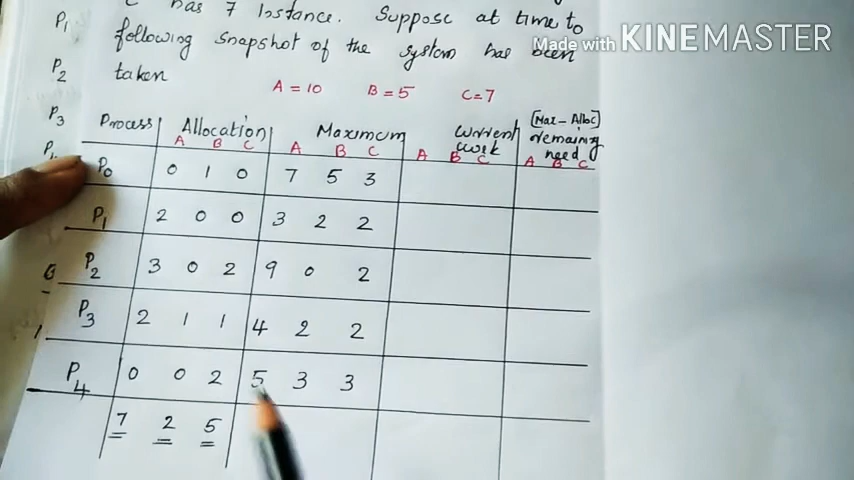 C has 7 Instance. Suppose at time to
following snapshot of the system has been
taken
Made with KINEMASTER
A = 10 B = 5 C = 7
P1
P2
P3
P4
Process Allocation Maximum Current work [Max - Alloc] remaining need
A B C A B C A B C A B C
P0 0 1 0 7 5 3
P1 2 0 0 3 2 2
P2 3 0 2 9 0 2
P3 2 1 1 4 2 2
P4 0 0 2 5 3 3
7 2 5